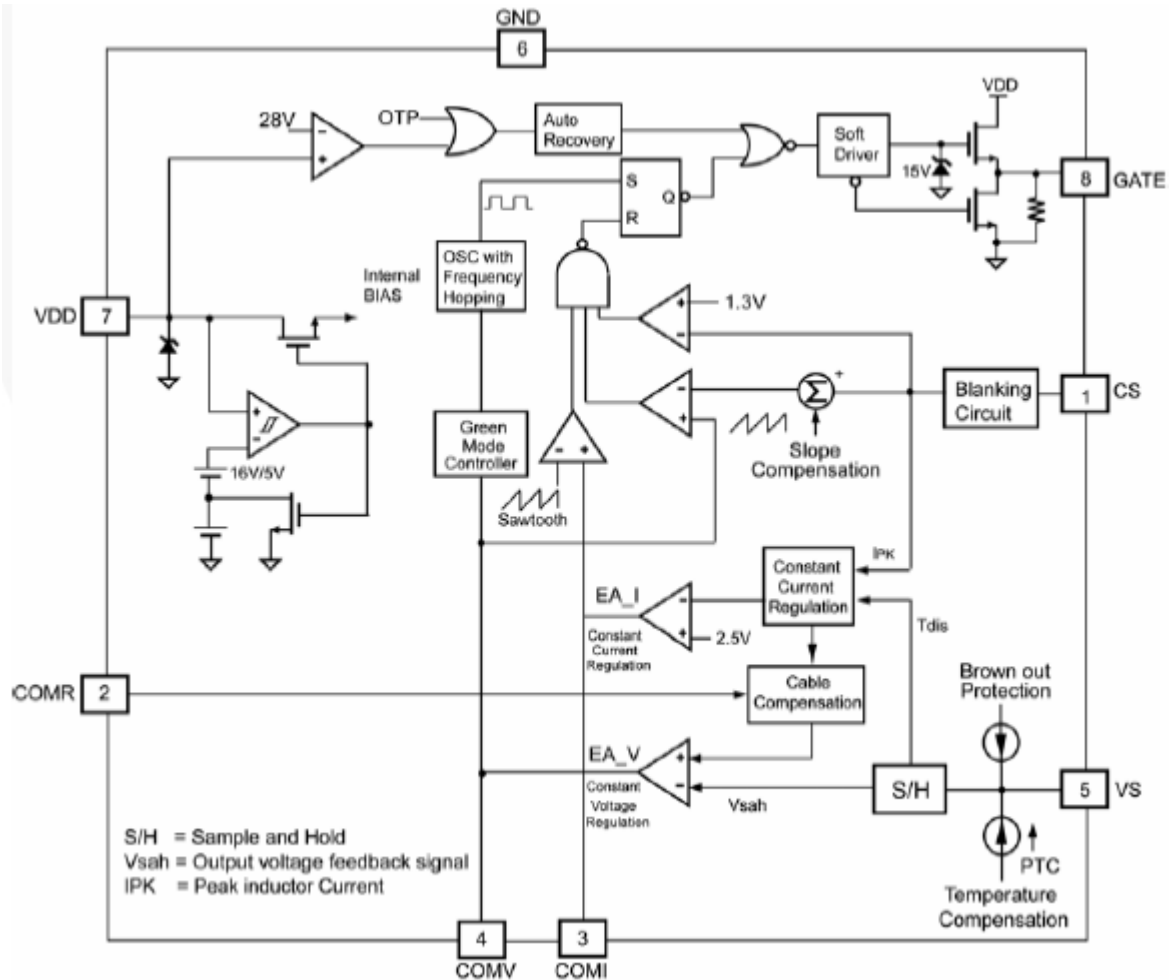 GND
6
VDD
28V
OTP
Auto
Recovery
Soft
Driver
15V
8
GATE
S
Q
R
OSC with
Frequency
Hopping
Internal
BIAS
VDD
7
1.3V
Blanking
Circuit
1
CS
Green
Mode
Controller
Σ
+
Slope
Compensation
16V/5V
Sawtooth
IPK
Constant
Current
Regulation
EA_I
2.5V
Tdis
Constant
Current
Regulation
COMR
2
Cable
Compensation
Brown out
Protection
EA_V
Constant
Voltage
Regulation
Vsah
S/H
5
VS
PTC
Temperature
Compensation
S/H = Sample and Hold
Vsah = Output voltage feedback signal
IPK = Peak inductor Current
4
COMV
3
COMI